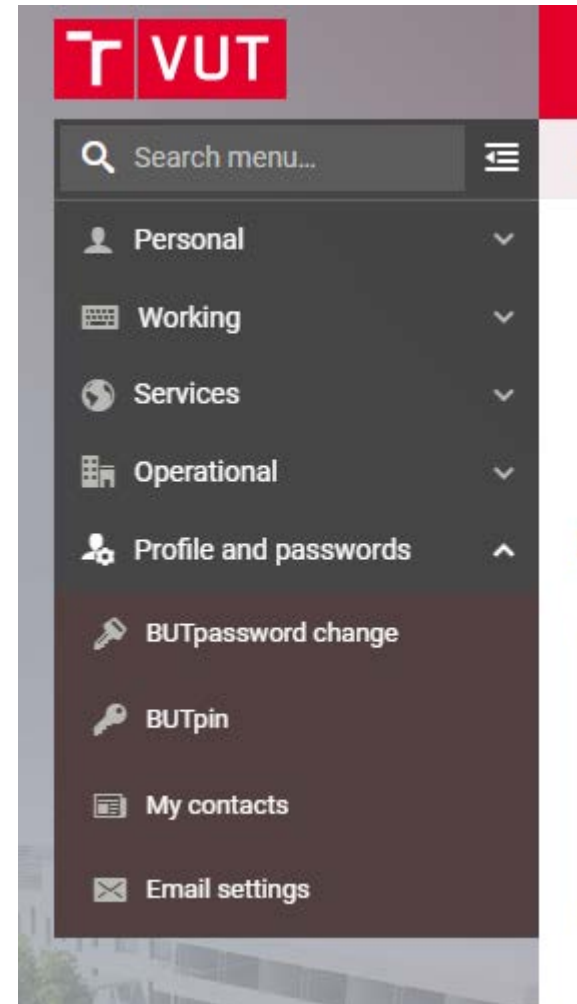 VUT
Search menu...
Personal
Working
Services
Operational
Profile and passwords
BUTpassword change
BUTpin
My contacts
Email settings